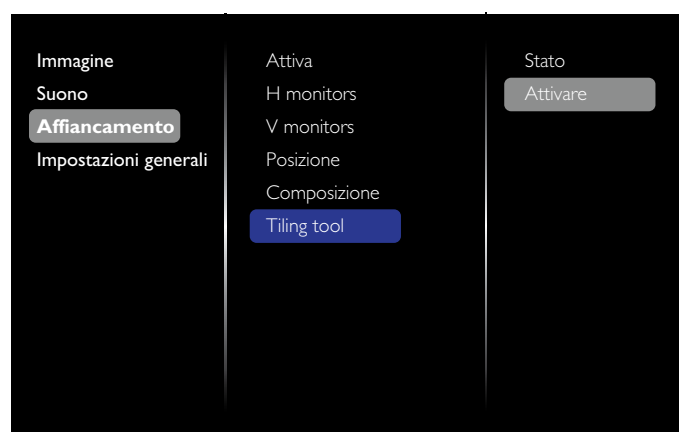 Immagine
Suono
Affiancamento
Impostazioni generali
Attiva
H monitors
V monitors
Posizione
Composizione
Tiling tool
Stato
Attivare